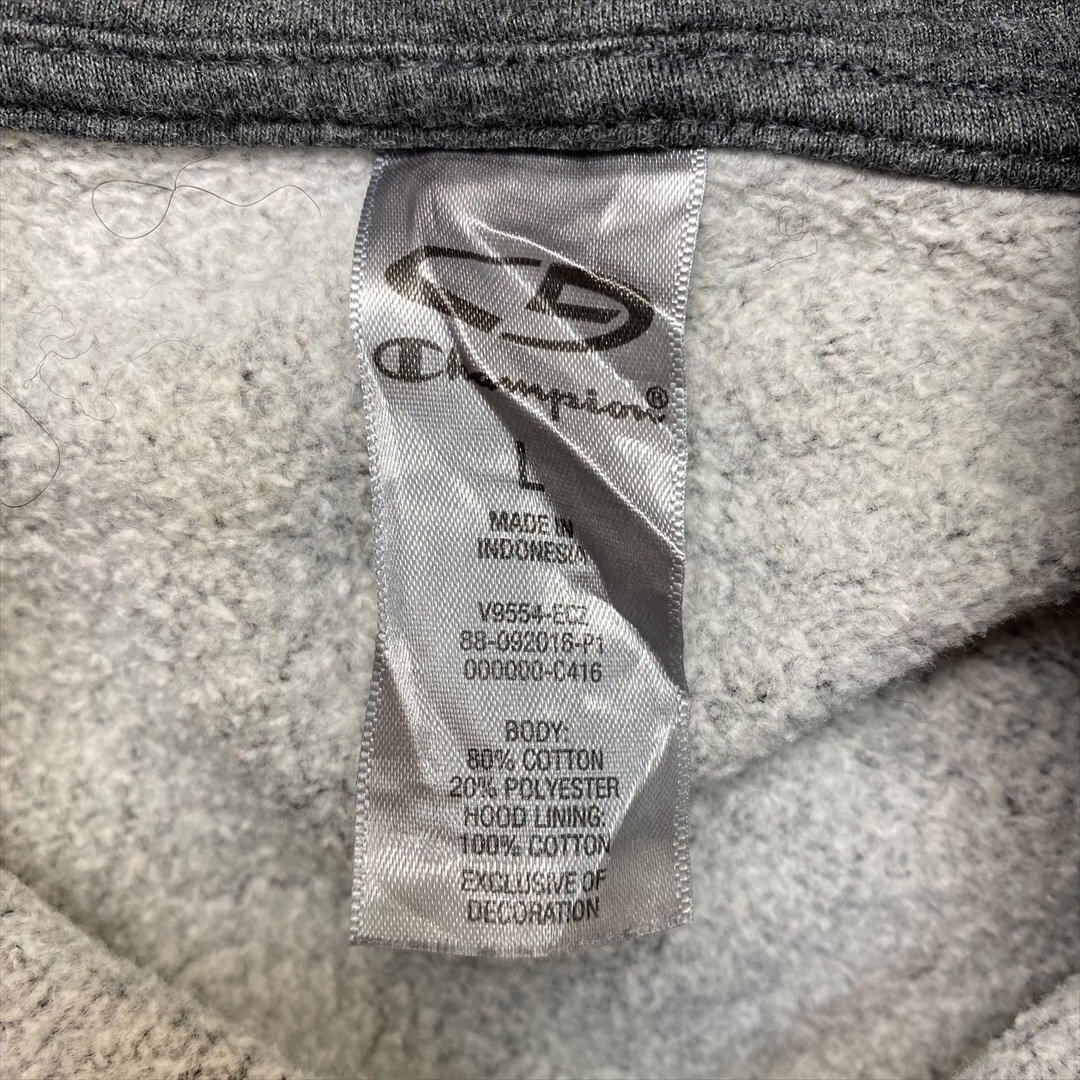 C9
Champion®
L
MADE IN
INDONESIA
V9554-EC2
88-092016-P1
000000-C416
BODY:
80% COTTON
20% POLYESTER
HOOD LINING:
100% COTTON
EXCLUSIVE OF
DECORATION